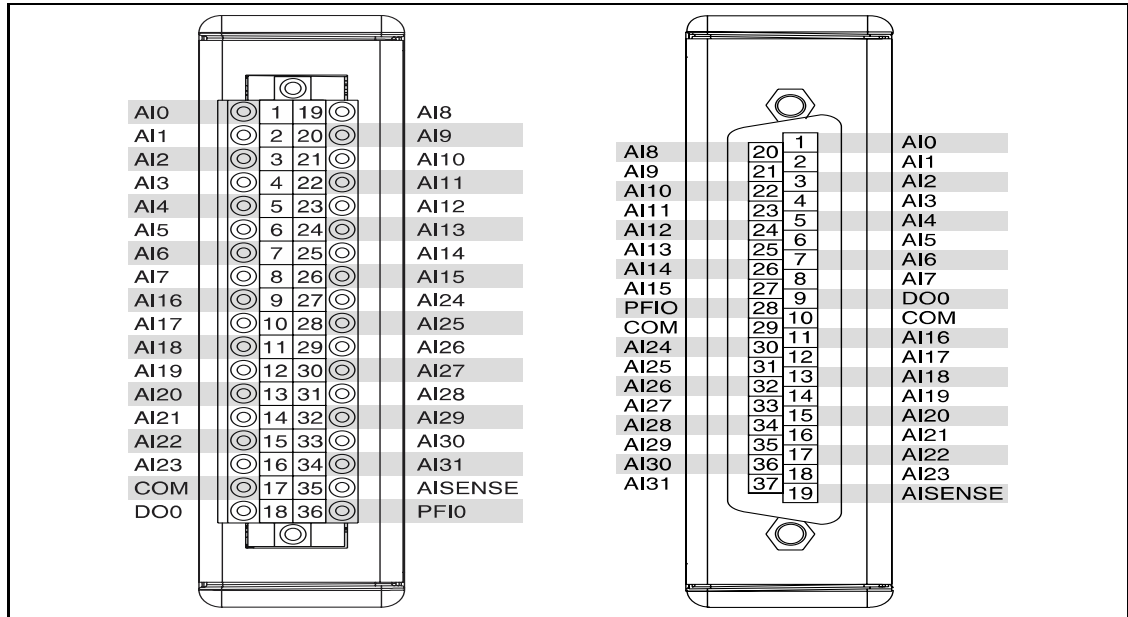 AI0 1 19 AI8
AI1 2 20 AI9
AI2 3 21 AI10
AI3 4 22 AI11
AI4 5 23 AI12
AI5 6 24 AI13
AI6 7 25 AI14
AI7 8 26 AI15
AI16 9 27 AI24
AI17 10 28 AI25
AI18 11 29 AI26
AI19 12 30 AI27
AI20 13 31 AI28
AI21 14 32 AI29
AI22 15 33 AI30
AI23 16 34 AI31
COM 17 35 AISENSE
DO0 18 36 PFI0
1 AI0
AI8 20
2 AI1
AI9 21
3 AI2
AI10 22
4 AI3
AI11 23
5 AI4
AI12 24
6 AI5
AI13 25
7 AI6
AI14 26
8 AI7
AI15 27
9 DO0
PFIO 28
10 COM
COM 29
11 AI16
AI24 30
12 AI17
AI25 31
13 AI18
AI26 32
14 AI19
AI27 33
15 AI20
AI28 34
16 AI21
AI29 35
17 AI22
AI30 36
18 AI23
AI31 37
19 AISENSE